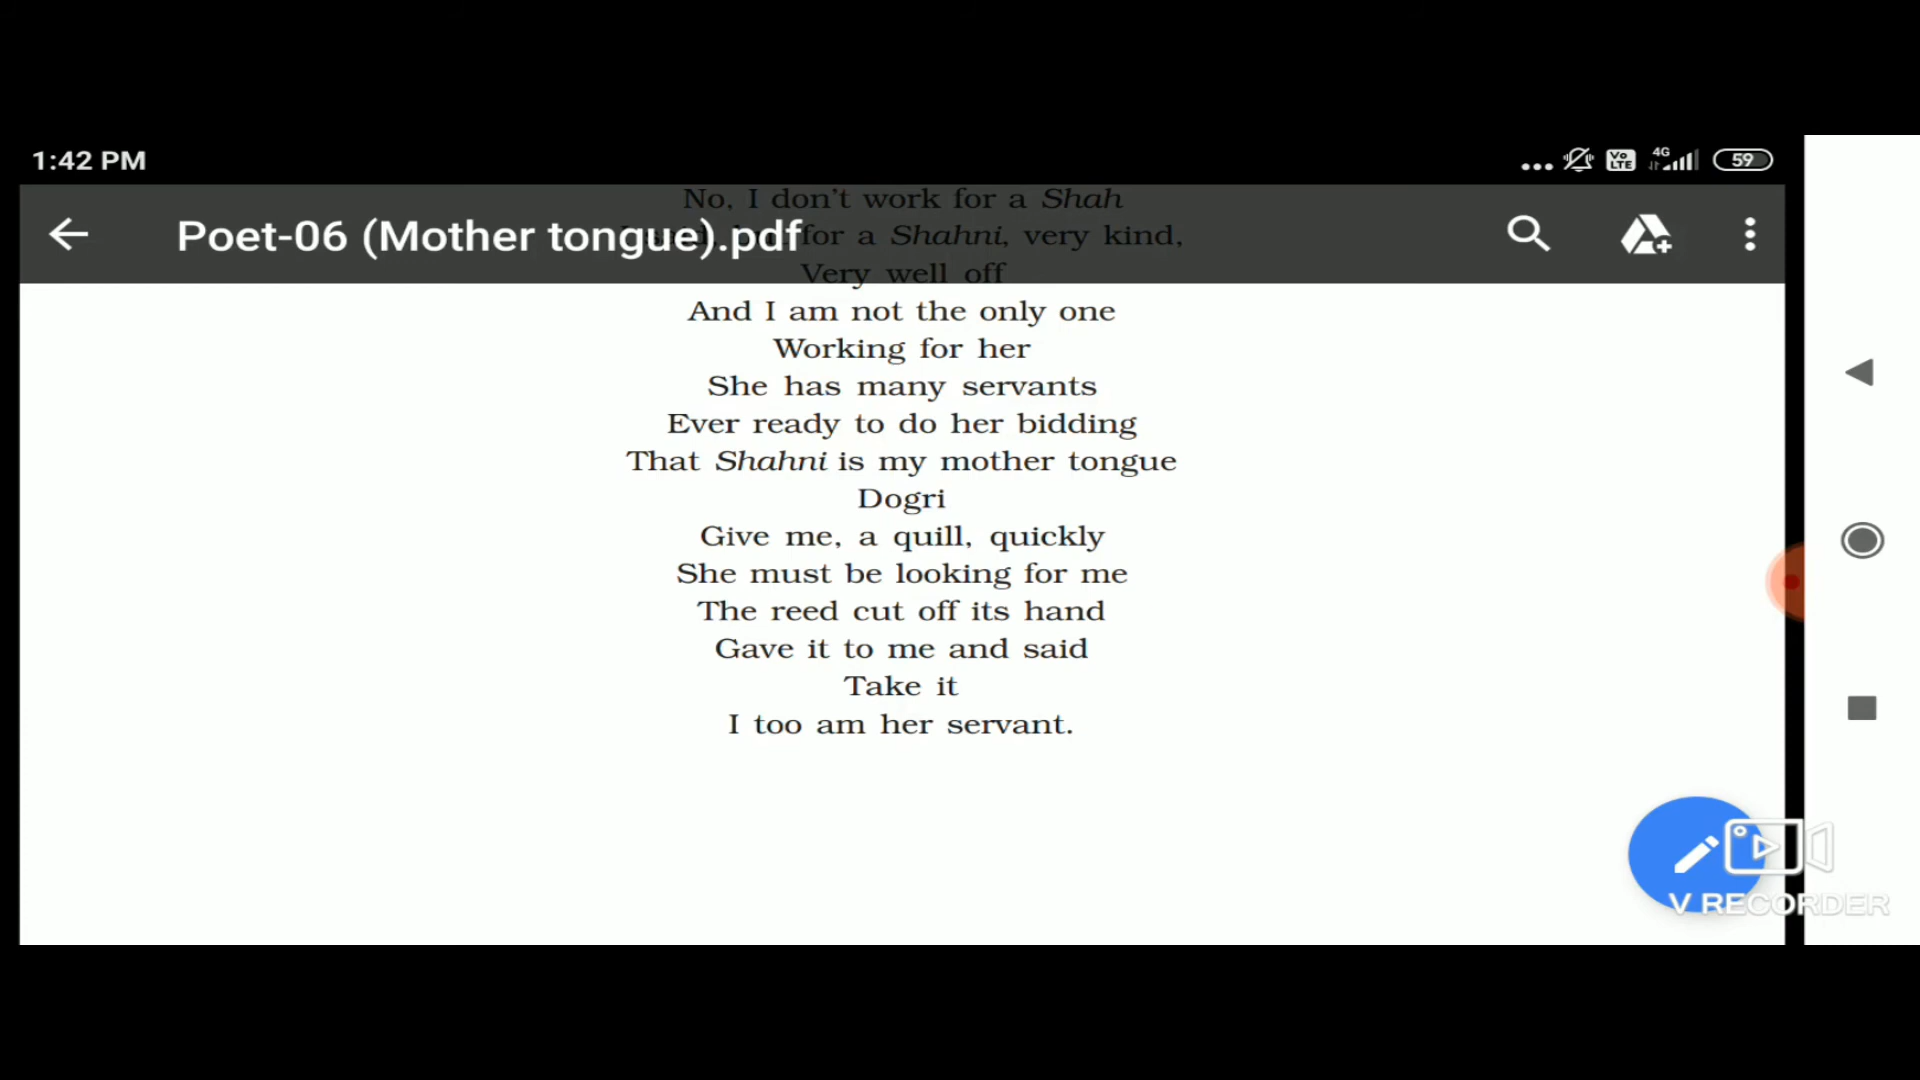 1:42 PM
4G
Vo LTE
59
No, I don't work for a Shah
Poet-06 (Mother tongue).pdf
for a Shahni, very kind,
Very well off
And I am not the only one
Working for her
She has many servants
Ever ready to do her bidding
That Shahni is my mother tongue
Dogri
Give me, a quill, quickly
She must be looking for me
The reed cut off its hand
Gave it to me and said
Take it
I too am her servant.
V RECORDER